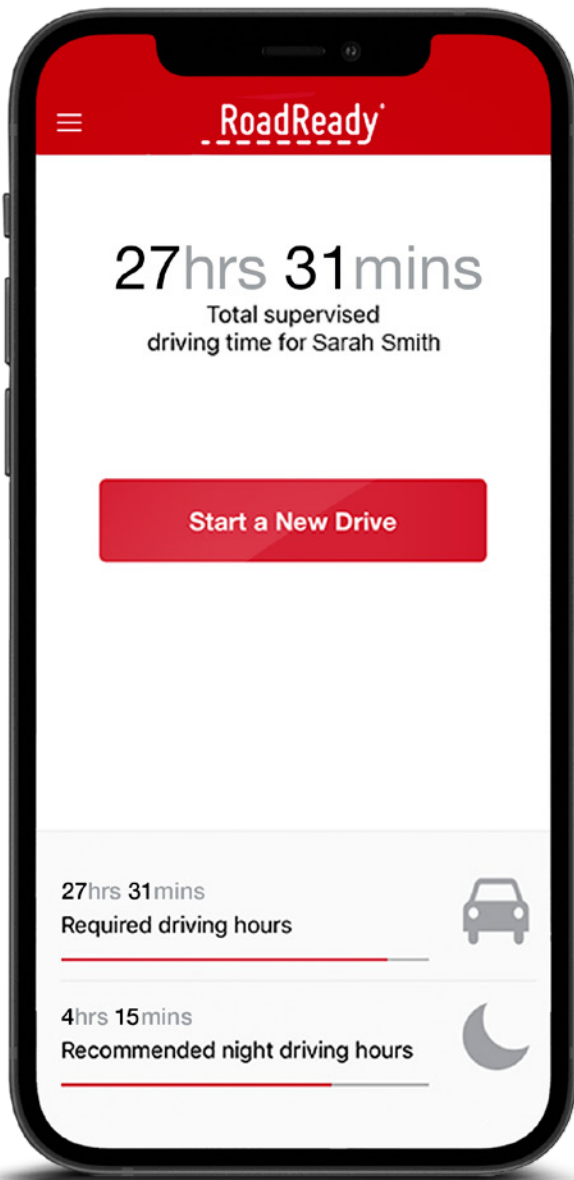 RoadReady
27hrs 31mins
Total supervised
driving time for Sarah Smith
Start a New Drive
27hrs 31mins
Required driving hours
4hrs 15mins
Recommended night driving hours